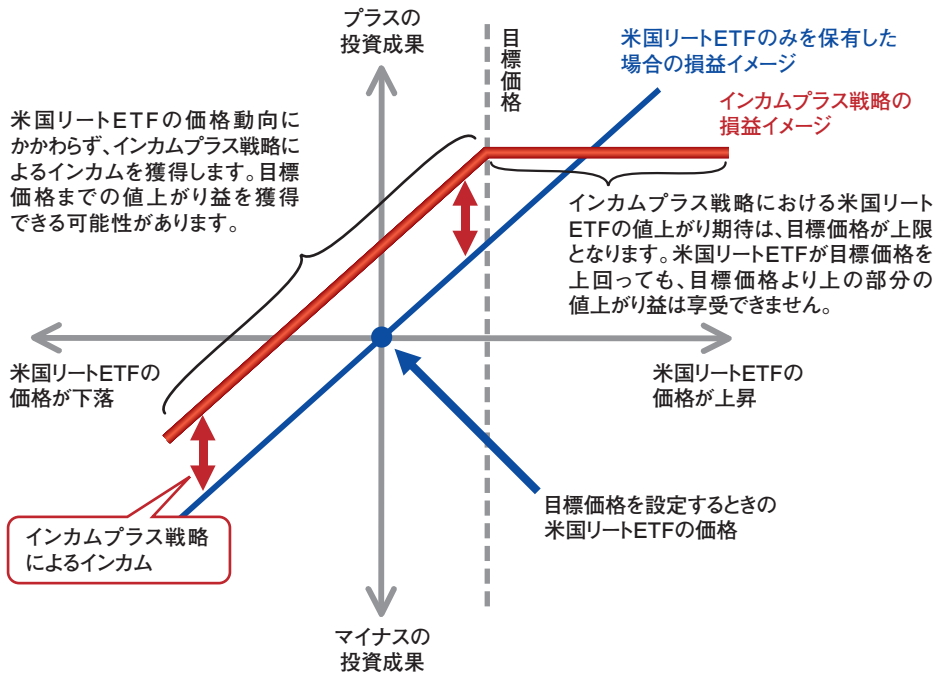 プラスの
投資成果
目標価格
米国リートETFのみを保有した
場合の損益イメージ
インカムプラス戦略の
損益イメージ
米国リートETFの価格動向に
かかわらず、インカムプラス戦略に
よるインカムを獲得します。目標
価格までの値上がり益を獲得
できる可能性があります。
インカムプラス戦略における米国リート
ETFの値上がり期待は、目標価格が上限
となります。米国リートETFが目標価格を
上回っても、目標価格より上の部分の
値上がり益は享受できません。
米国リートETFの
価格が下落
米国リートETFの
価格が上昇
目標価格を設定するときの
米国リートETFの価格
インカムプラス戦略
によるインカム
マイナスの
投資成果